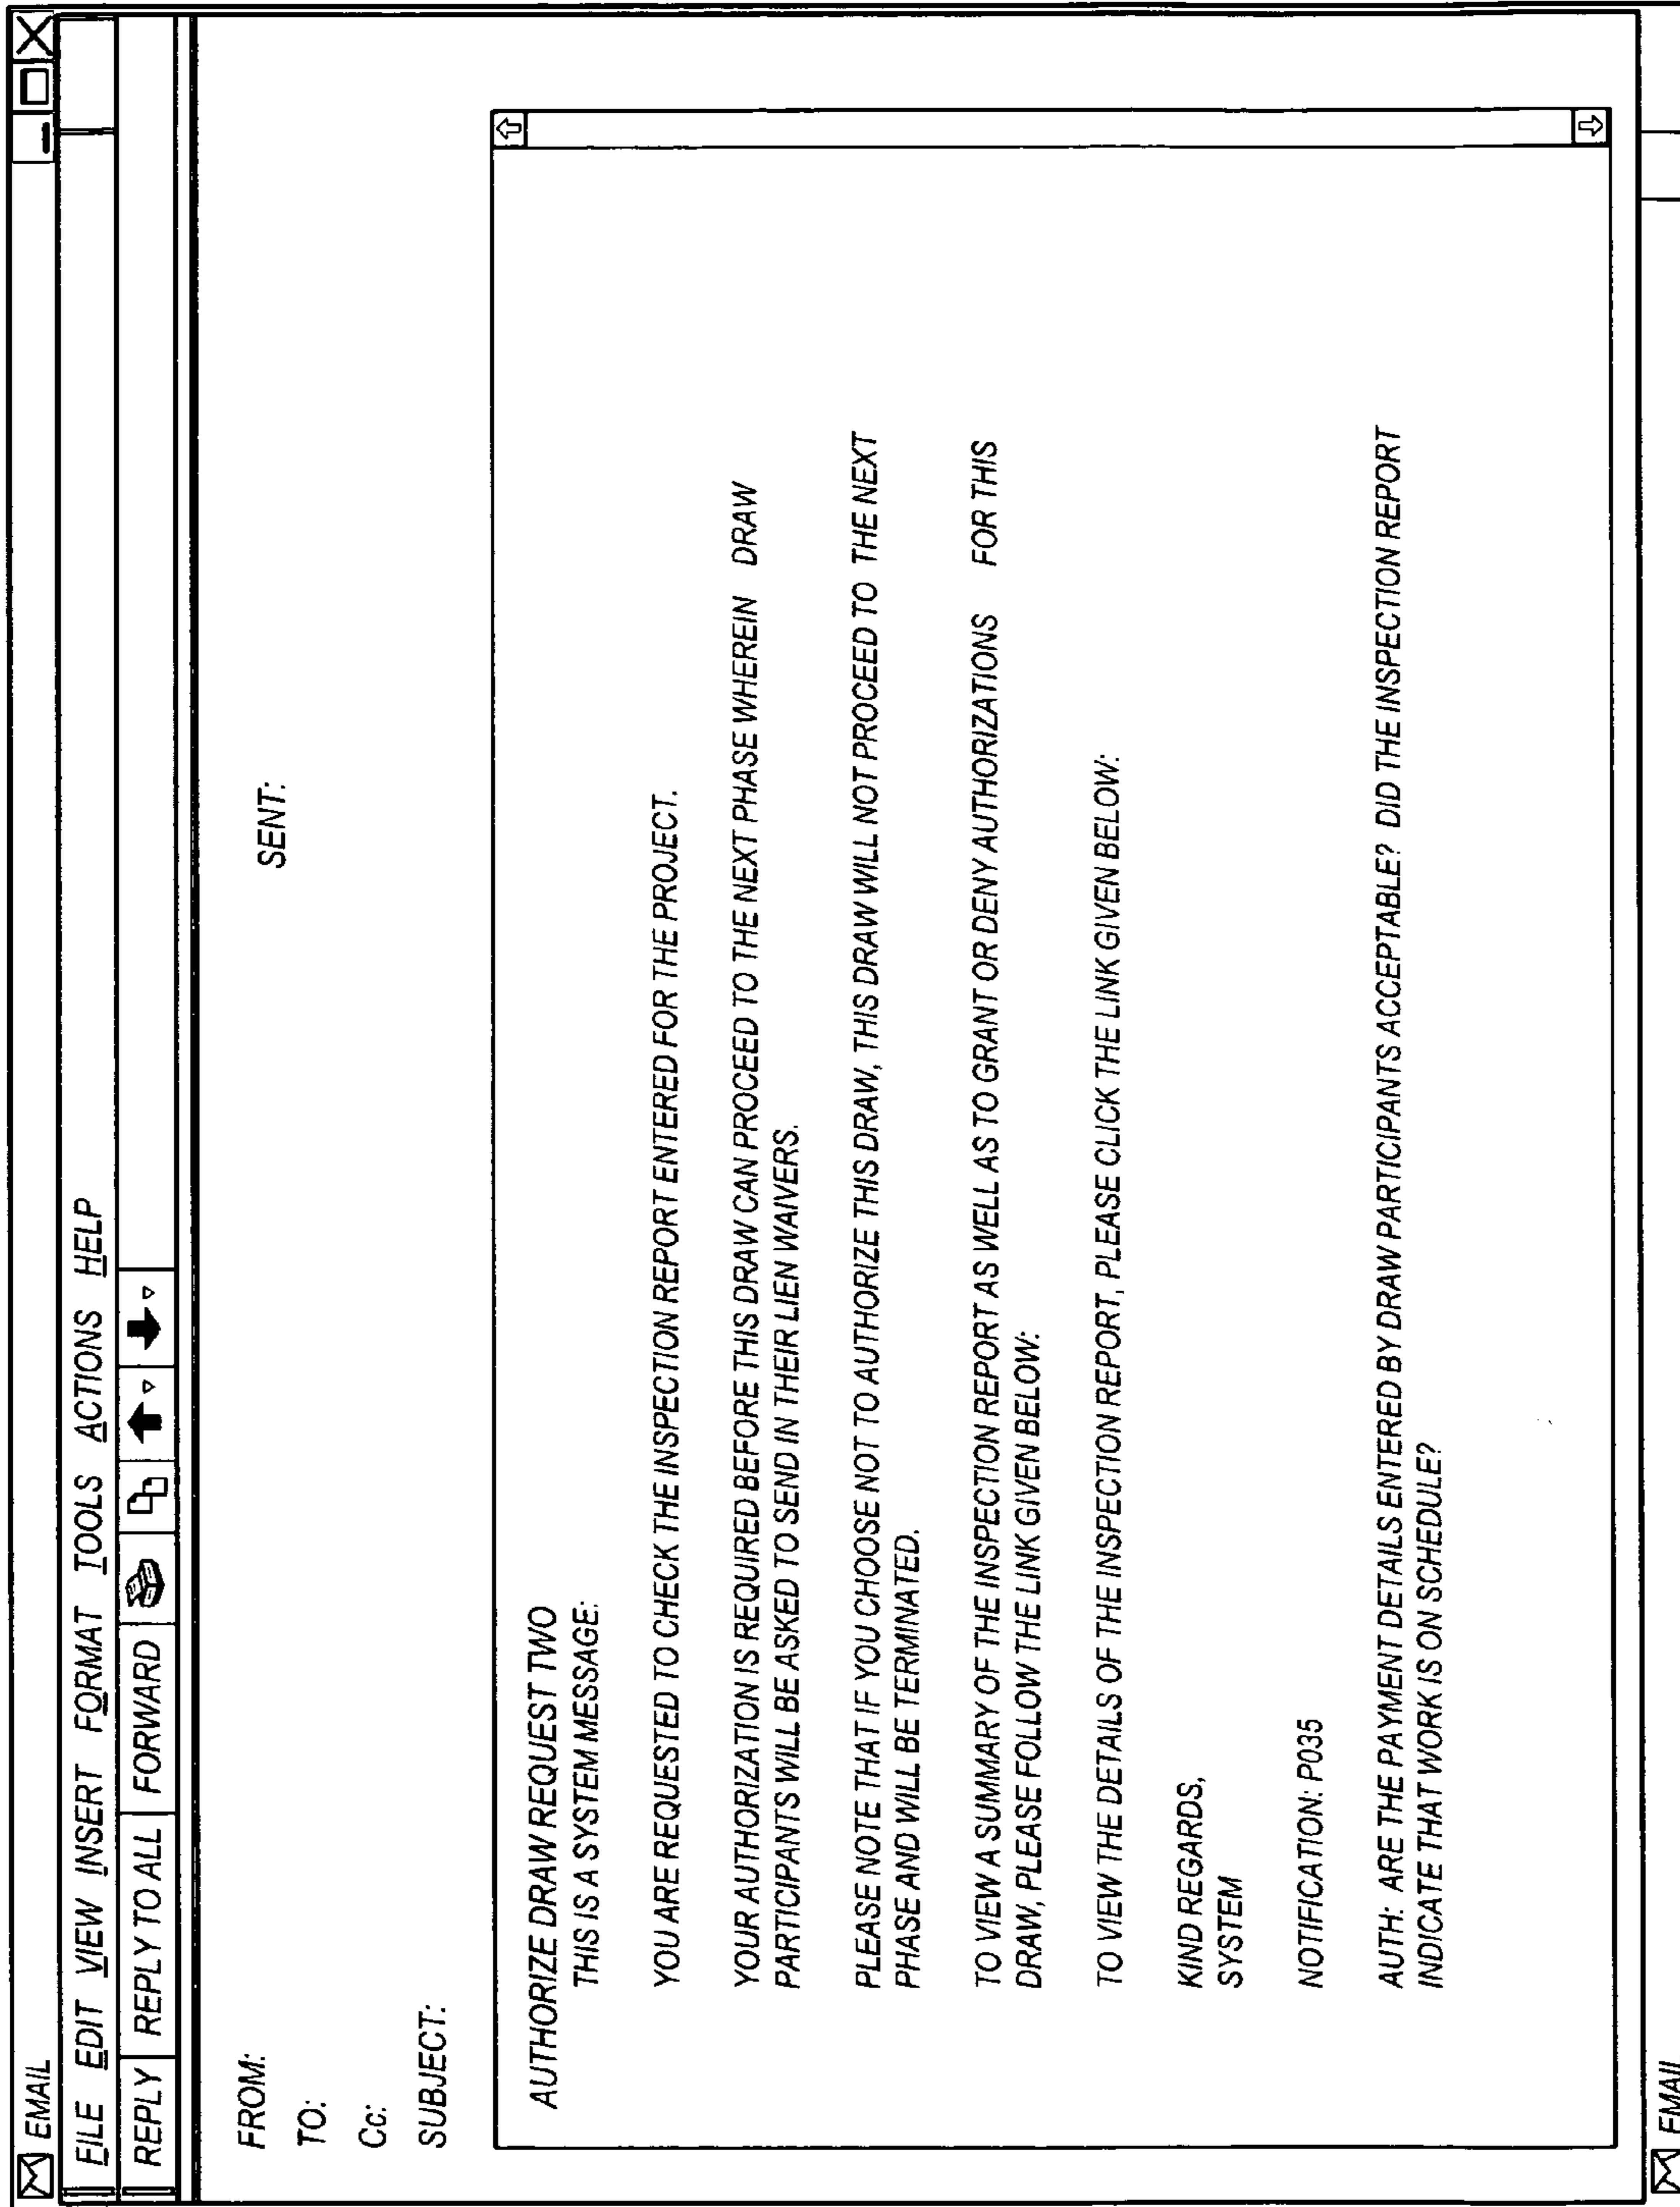 EMAIL
FILE EDIT VIEW INSERT FORMAT TOOLS ACTIONS HELP
REPLY REPLY TO ALL FORWARD
FROM:
SENT:
TO:
Cc:
SUBJECT:
AUTHORIZE DRAW REQUEST TWO
THIS IS A SYSTEM MESSAGE:
YOU ARE REQUESTED TO CHECK THE INSPECTION REPORT ENTERED FOR THE PROJECT.
YOUR AUTHORIZATION IS REQUIRED BEFORE THIS DRAW CAN PROCEED TO THE NEXT PHASE WHEREIN DRAW
PARTICIPANTS WILL BE ASKED TO SEND IN THEIR LIEN WAIVERS.
PLEASE NOTE THAT IF YOU CHOOSE NOT TO AUTHORIZE THIS DRAW, THIS DRAW WILL NOT PROCEED TO THE NEXT
PHASE AND WILL BE TERMINATED.
TO VIEW A SUMMARY OF THE INSPECTION REPORT AS WELL AS TO GRANT OR DENY AUTHORIZATIONS FOR THIS
DRAW, PLEASE FOLLOW THE LINK GIVEN BELOW:
TO VIEW THE DETAILS OF THE INSPECTION REPORT, PLEASE CLICK THE LINK GIVEN BELOW:
KIND REGARDS,
SYSTEM
NOTIFICATION: P035
AUTH: ARE THE PAYMENT DETAILS ENTERED BY DRAW PARTICIPANTS ACCEPTABLE? DID THE INSPECTION REPORT
INDICATE THAT WORK IS ON SCHEDULE?
EMAIL